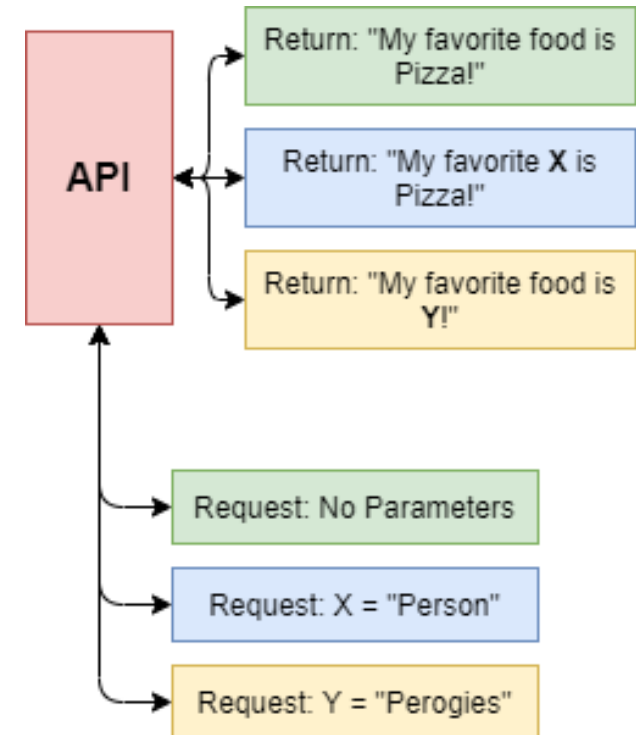 API
Return: "My favorite food is
Pizza!"
Return: "My favorite X is
Pizza!"
Return: "My favorite food is
Y!"
Request: No Parameters
Request: X = "Person"
Request: Y = "Perogies"